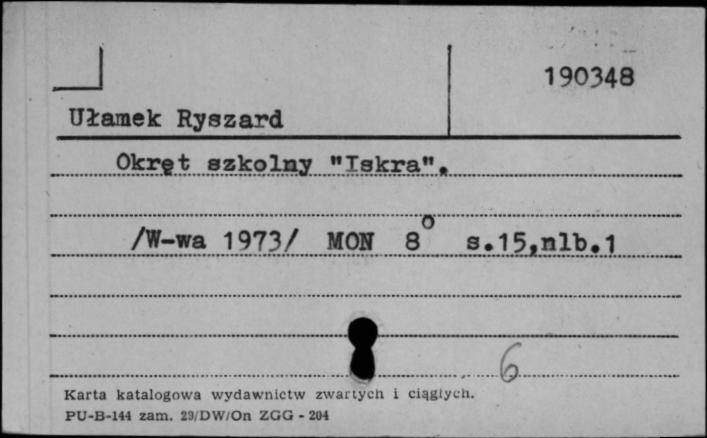 190348
Ułamek Ryszard
Okręt szkolny "Iskra".
/W-wa 1973/ MON 8° s.15,nlb.1
6
Karta katalogowa wydawnictw zwartych i ciągłych.
PU-B-144 zam. 29/DW/On ZGG - 204